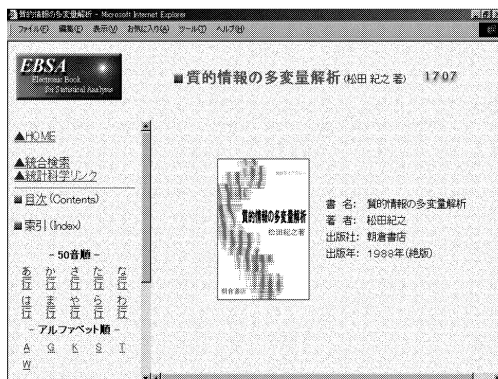 質的情報の多変量解析 - Microsoft Internet Explorer
ファイル(F) 編集(E) 表示(V) お気に入り(A) ツール(T) ヘルプ(H)
EBSA
Electronic Book
for Statistical Analyses
■質的情報の多変量解析(松田 紀之 著) 1707
▲HOME
▲統合検索
▲統計科学リンク
■目次(Contents)
■索引(Index)
- 50音順 -
あ行 か行 さ行 た行 な行
は行 ま行 や行 ら行 わ行
- アルファベット順 -
A G K S T
W
質的情報の多変量解析
松田紀之著
朝倉書店
書 名: 質的情報の多変量解析
著 者: 松田紀之
出版社: 朝倉書店
出版年: 1988年(絶版)